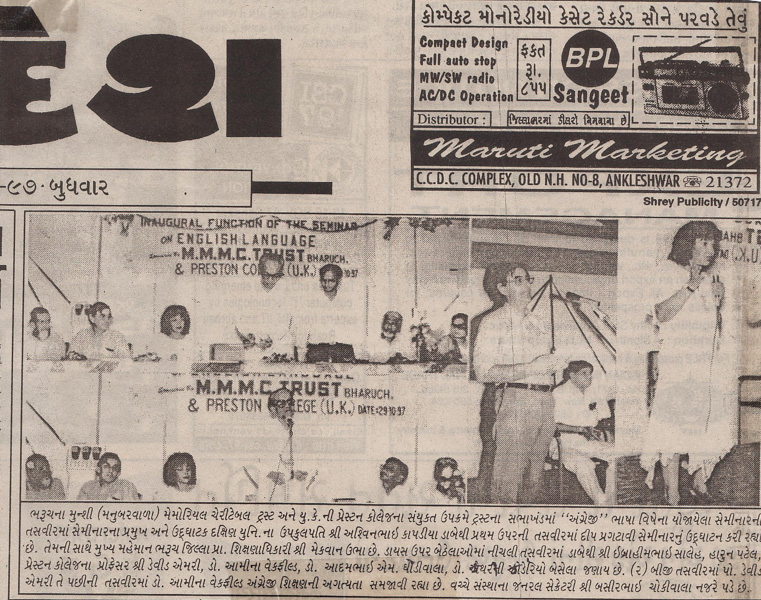 દેશ
-૯૭·બુધવાર
કોમ્પેક્ટ મોનોરેડીયો કેસેટ રેકર્ડર સૌને પરવડે તેવું
Compact Design
Full auto stop
MW/SW radio
AC/DC Operation
ફકત
રૂા.
૮૫૫
BPL
Sangeet
Distributor :
Maruti Marketing
C.C.D.C. COMPLEX, OLD N.H. NO-8, ANKLESHWAR ☎ 21372
Shrey Publicity / 50717
INAUGURAL FUNCTION OF THE SEMINAR
ON ENGLISH LANGUAGE
M.M.M.C. TRUST BHARUCH,
& PRESTON (U.K.)
M.M.M.C. TRUST BHARUCH,
& PRESTON (U.K.) DATE:29·10·97
ભરૂચના મુન્શી (મનુબરવાળા) મેમોરિયલ ચેરીટેબલ ટ્રસ્ટ અને યુ.કે.ની પ્રેસ્ટન કોલેજના સંયુકત ઉપક્રમે ટ્રસ્ટના સભાખંડમાં ''અંગ્રેજી'' ભાષા વિષેના યોજાયેલા સેમીનારની
તસવીરમાં સેમીનારના પ્રમુખ અને ઉદ્દઘાટક દક્ષિણ યુનિ. ના ઉપકુલપતિ શ્રી અશ્વિનભાઈ કાપડીયા ડાબેથી પ્રથમ ઉપરની તસવીરમાં દીપ પ્રગટાવી સેમીનારનું ઉદ્દઘાટન કરી રહ્યા
છે. તેમની સાથે મુખ્ય મહેમાન ભરૂચ જિલ્લા પ્રા. શિક્ષણાધિકારી શ્રી મેકવાન ઉભા છે. ડાયસ ઉપર બેઠેલાઓમાં નીચલી તસવીરમાં ડાબેથી શ્રી ઇબ્રાહીમભાઈ સાલેહ, હારુન પટેલ,
પ્રેસ્ટન કોલેજના પ્રોફેસર શ્રી ડેવીડ એમરી, ડો. આમીના વેકફીલ્ડ, ડો. આદમભાઈ એમ. ડો. શ્રી બેસેલા જણાય છે. (૨) બીજી તસવીરમાં પો. ડેવીડ
એમરી તે પછીની તસવીરમાં ડો. આમીના વેકફીલ્ડ અંગ્રેજી શિક્ષણની અગત્યતા સમજાવી રહ્યા છે. વચ્ચે સંસ્થાના જનરલ સેક્રેટરી શ્રી બસીરભાઈ ચોકીવાલા નજરે પડે છે.